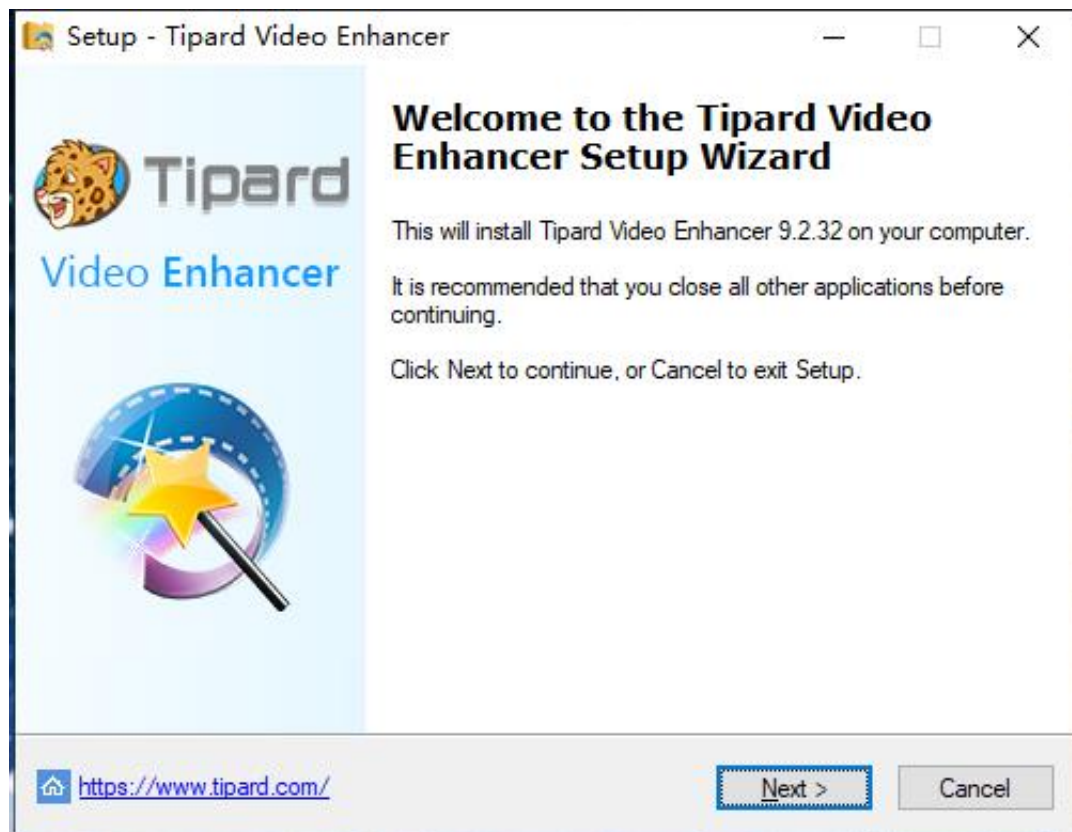 Setup - Tipard Video Enhancer
Tipard
Video Enhancer
Welcome to the Tipard Video
Enhancer Setup Wizard
This will install Tipard Video Enhancer 9.2.32 on your computer.
It is recommended that you close all other applications before
continuing.
Click Next to continue, or Cancel to exit Setup.
https://www.tipard.com/
Next >
Cancel